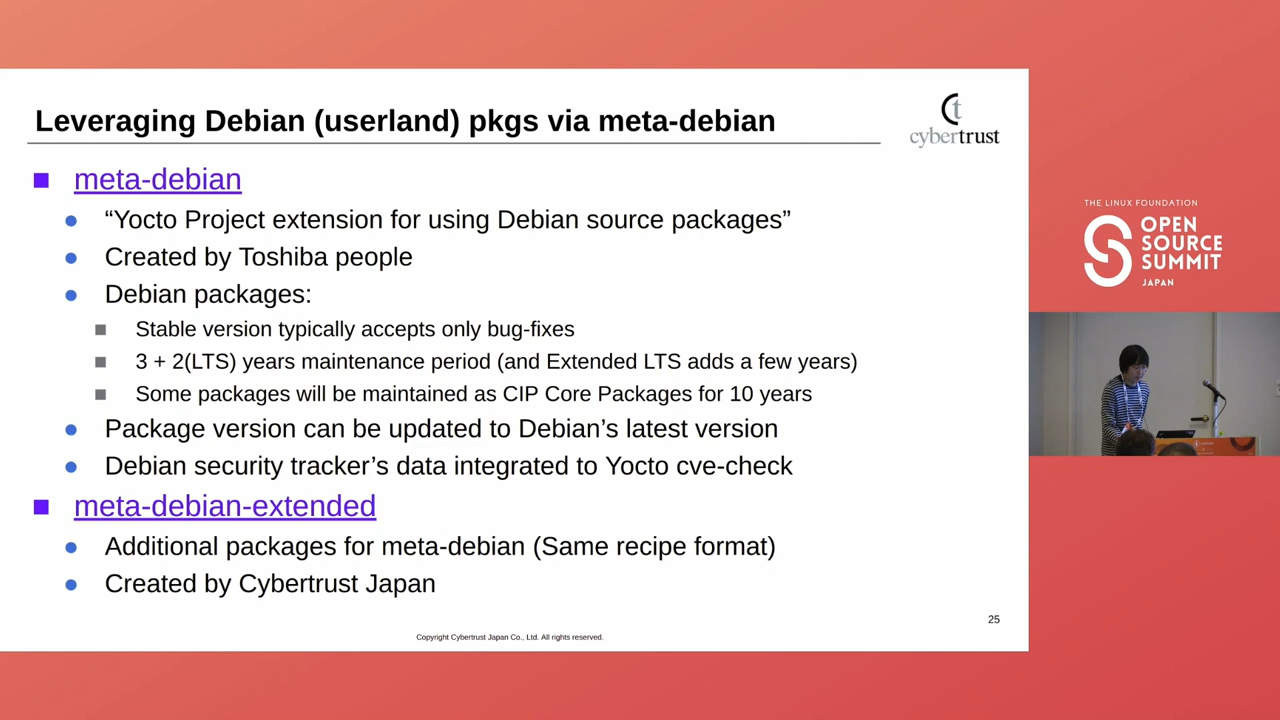 Leveraging Debian (userland) pkgs via meta-debian
cybertrust
meta-debian
“Yocto Project extension for using Debian source packages”
Created by Toshiba people
Debian packages:
Stable version typically accepts only bug-fixes
3 + 2(LTS) years maintenance period (and Extended LTS adds a few years)
Some packages will be maintained as CIP Core Packages for 10 years
Package version can be updated to Debian’s latest version
Debian security tracker’s data integrated to Yocto cve-check
meta-debian-extended
Additional packages for meta-debian (Same recipe format)
Created by Cybertrust Japan
25
Copyright Cybertrust Japan Co., Ltd. All rights reserved.
THE LINUX FOUNDATION
OPEN
SOURCE
SUMMIT
JAPAN